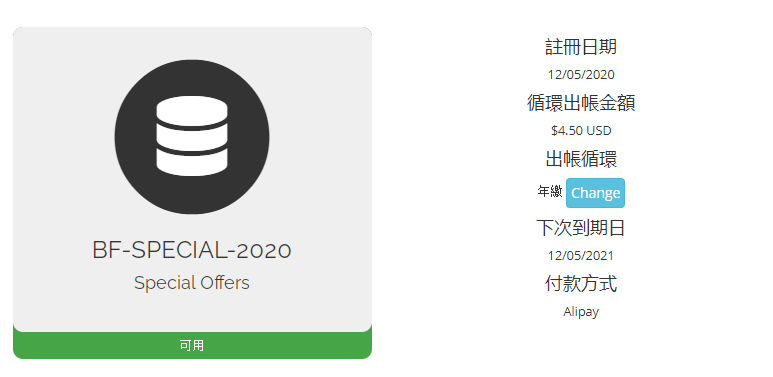 BF-SPECIAL-2020
Special Offers
可用
註冊日期
12/05/2020
循環出帳金額
$4.50 USD
出帳循環
年繳 Change
下次到期日
12/05/2021
付款方式
Alipay